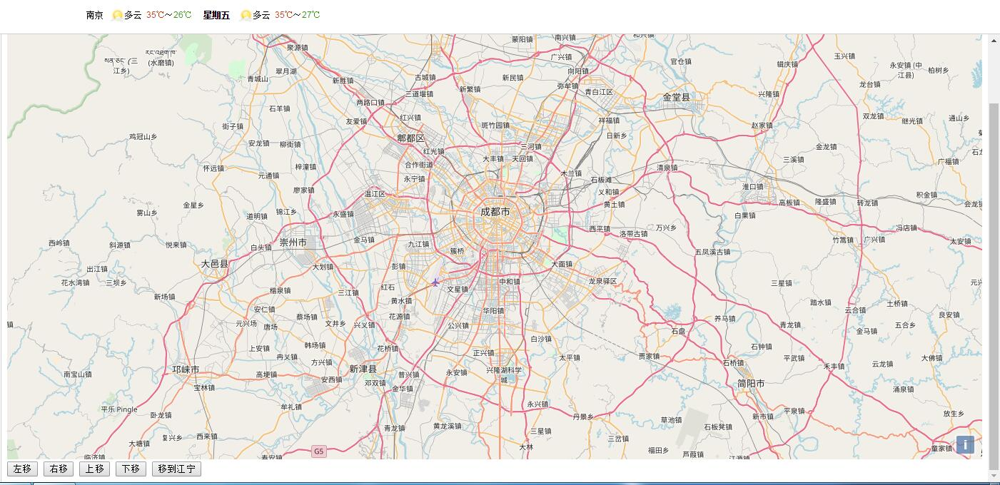 南京 多云 35℃～26℃ 星期五 多云 35℃～27℃
蒙阳镇 南兴镇 和兴镇
聚源镇 玉兴镇
(水磨镇) 广兴镇 官仓镇 辑庆镇 永安镇 (中江县) 柏树乡
江乡) 翠月湖 向阳镇
青城山 新胜镇 古城镇 新民镇 弥牟镇 龙台镇
三道堰镇 新繁镇 青白江区 金堂县 兴隆镇
石羊镇 两路口镇
友爱镇 红兴镇 祥福镇 双龙镇 继光镇 通山乡
街子镇 斑竹园镇 赵家镇
鸡冠山乡 郫都区 日新乡
安龙镇 柳街镇 红光镇 三河镇 金龙镇
梓潼镇 合作街道 大丰镇 天回镇 清泉镇 三溪镇 广福镇
怀远镇 元通镇 永宁镇 木兰镇 石板滩
廖家镇 温江区 义和镇 淮口镇 积金镇
金星乡 黄土镇 高板镇 隆盛镇 转龙镇
雾山乡 道明镇 锦江乡 永盛镇 成都市 白果镇
西平镇 洛带古镇 万兴乡 冯店镇
西岭镇 斜源镇 悦来镇 白头镇 崇州市 金马镇 九江镇 簇桥 五凤溪古镇 竹篙镇 广兴镇 太安镇
大邑县 大划镇 彭镇 大面镇
出江镇
花水湾镇 三坝乡 红石 文星镇 中和镇 龙泉驿区 三星镇
新场镇 楷泉镇 三江镇 黄水镇 踏水镇 土桥镇
安仁镇 蔡场镇 花源镇 华阳镇 养马镇 云合镇 良安镇
元兴场 唐场 文井乡 兴义镇 公兴镇 石盘 青龙镇 金马镇 五合乡
上安镇 韩场镇 花桥镇 正兴镇 白沙镇 石钟镇
冉义镇 方兴镇 太平镇 贾家镇 石桥镇 平武镇 大佛镇
南宝山镇 邛崃市 高埂镇 安西镇 新津县 普兴镇 永安镇 兴隆湖科学城 禾丰镇 云龙镇
宝林镇 邓双镇 金华镇 简阳市 涌泉镇
平乐 Pingle 卧龙镇 牟礼镇 永兴镇 丹景乡 草池镇 新市镇 平泉镇 放生乡
复兴乡 西来镇 青龙镇 黄龙溪镇 三星镇 三岔镇 石板凳镇
大塘镇 大林 福田乡 芦葭镇 童家镇
临济镇 寿安镇 G5 江源镇 i
左移 右移 上移 下移 移到江宁